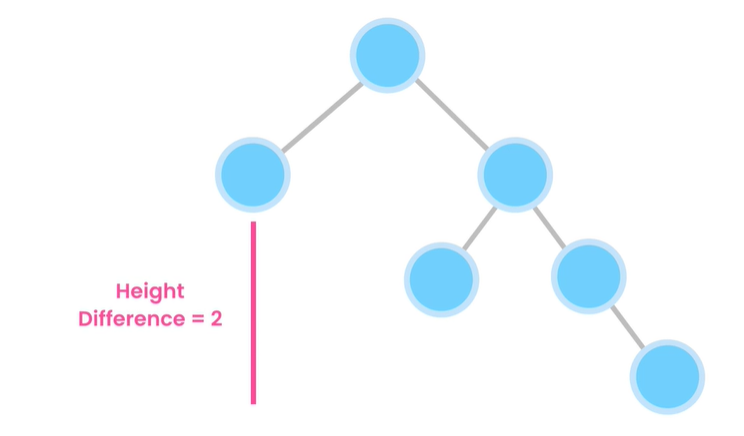 Height
Difference = 2